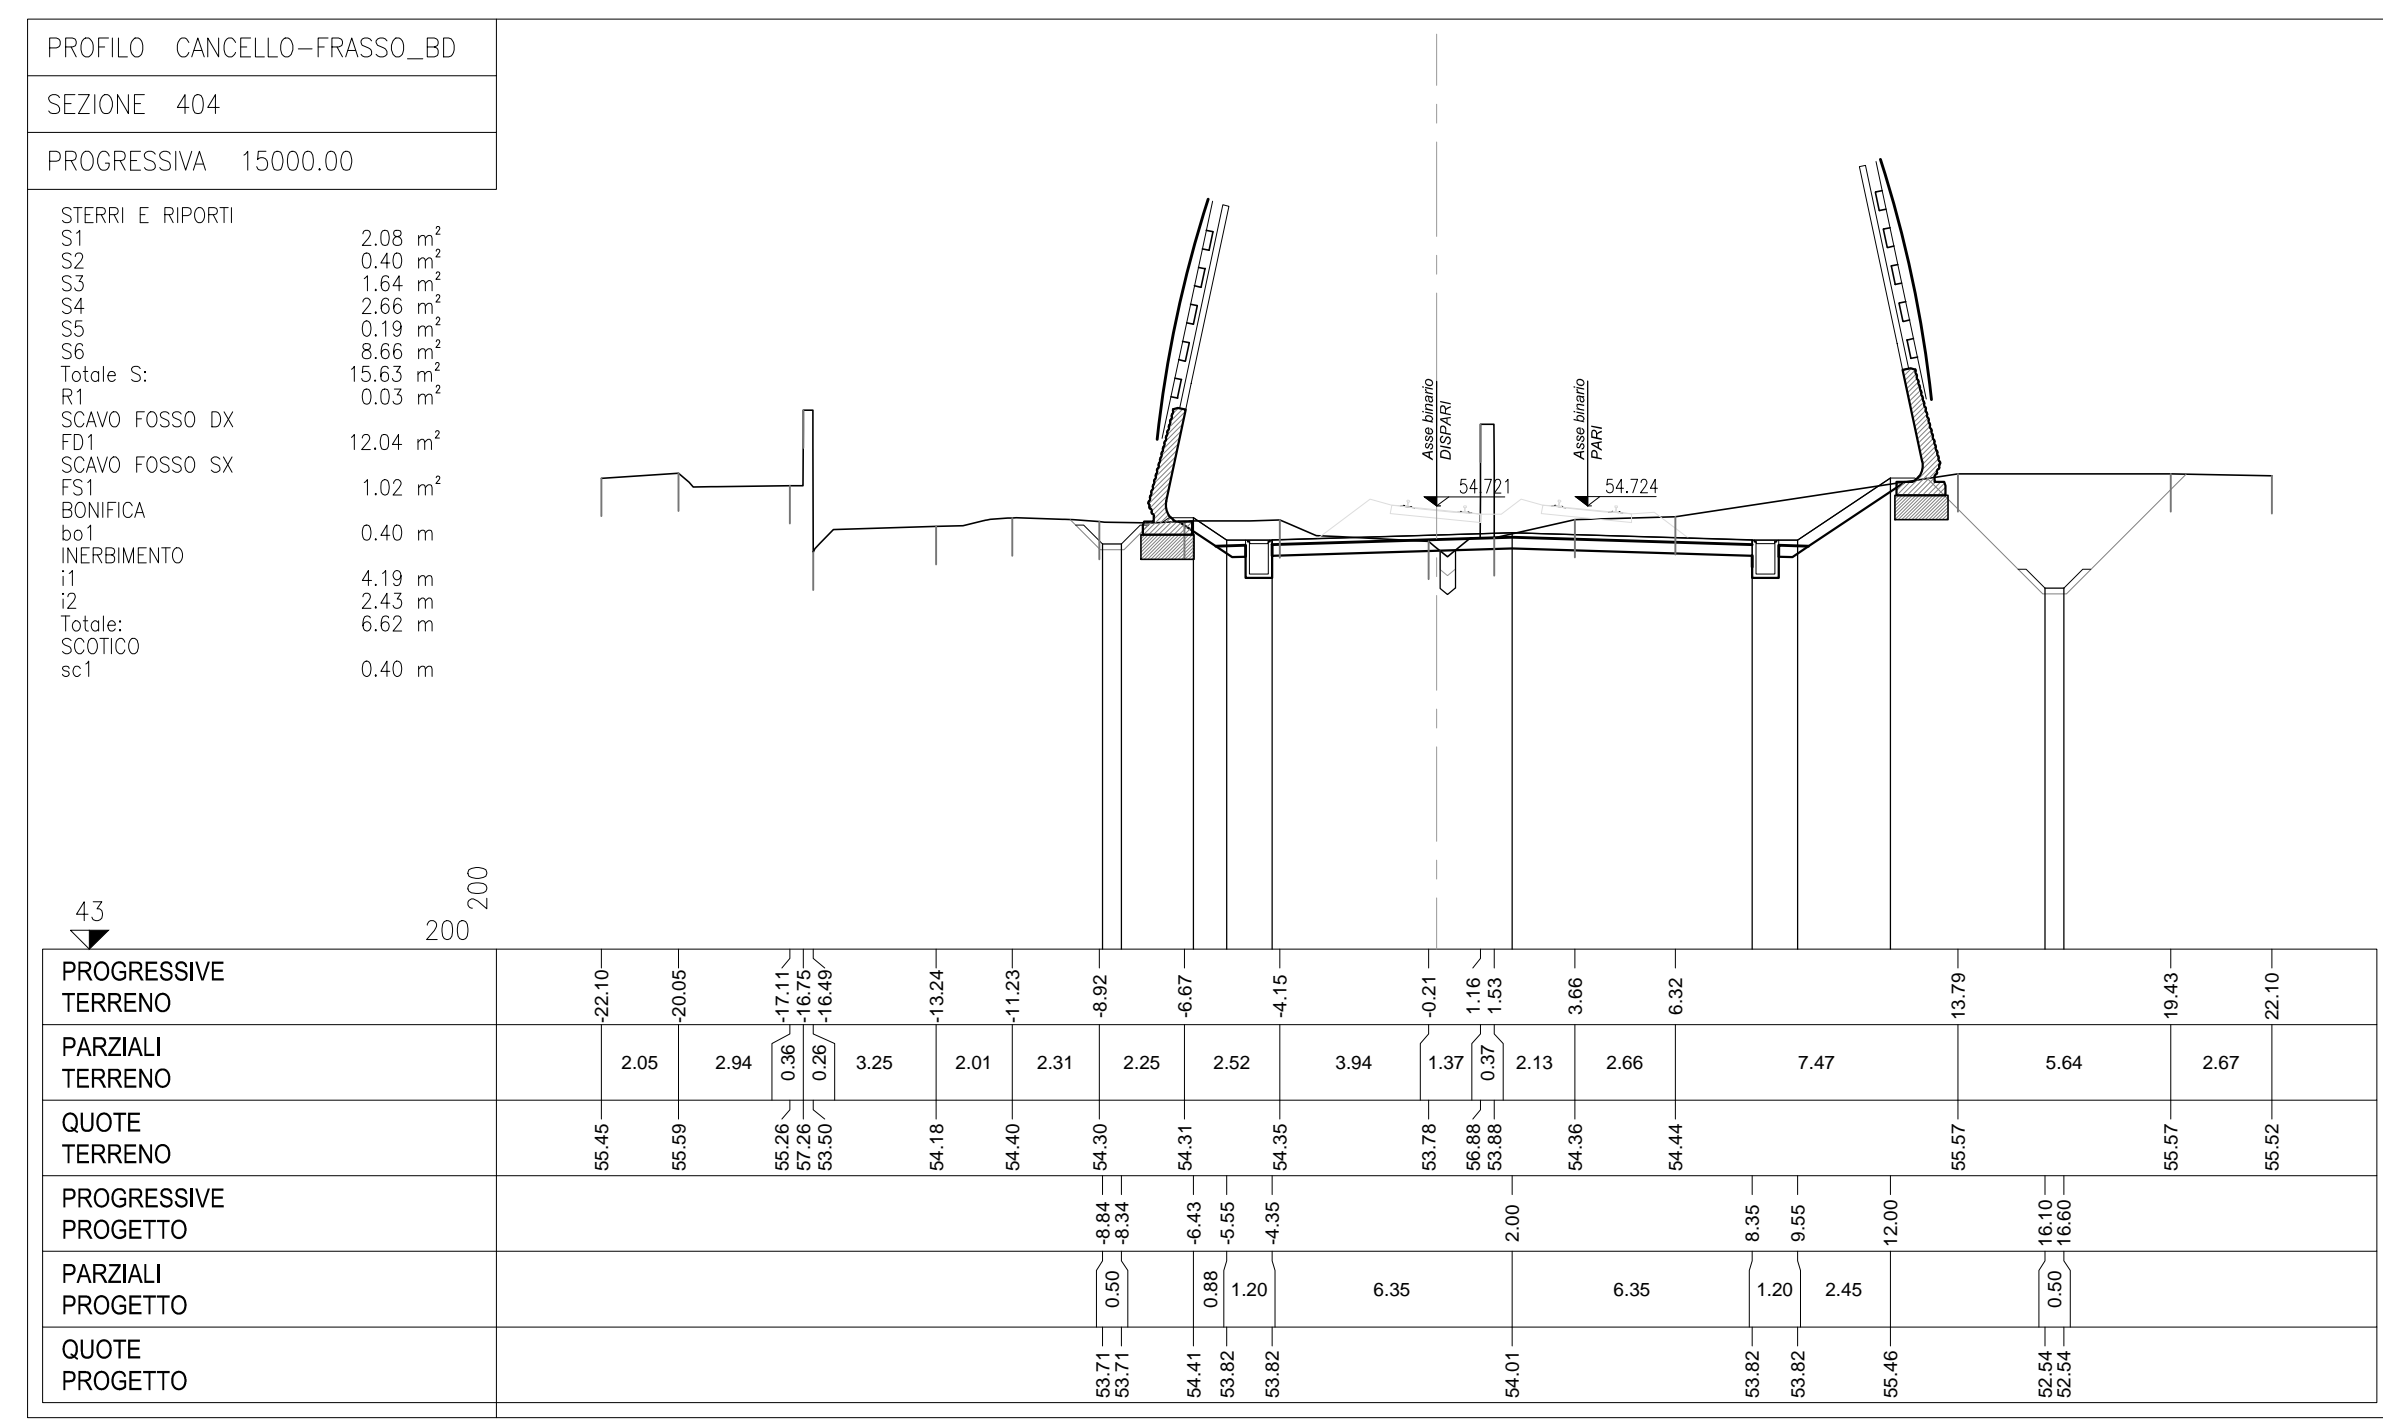 PROFILO CANCELLO-FRASSO_BD
SEZIONE 404
PROGRESSIVA 15000.00
STERRI E RIPORTI
S1 2.08 m²
S2 0.40 m²
S3 1.64 m²
S4 2.66 m²
S5 0.19 m²
S6 8.66 m²
Totale S: 15.63 m²
R1 0.03 m²
SCAVO FOSSO DX
FD1 12.04 m²
SCAVO FOSSO SX
FS1 1.02 m²
BONIFICA
bo1 0.40 m
INERBIMENTO
i1 4.19 m
i2 2.43 m
Totale: 6.62 m
SCOTICO
sc1 0.40 m
Asse binario
DISPARI
54.721
Asse binario
PARI
54.724
43
200
200
PROGRESSIVE
TERRENO
-22.10 -20.05 -17.11 -16.75 -16.49 -13.24 -11.23 -8.92 -6.67 -4.15 -0.21 1.16 1.53 3.66 6.32 13.79 19.43 22.10
PARZIALI
TERRENO
2.05 2.94 0.36 0.26 3.25 2.01 2.31 2.25 2.52 3.94 1.37 0.37 2.13 2.66 7.47 5.64 2.67
QUOTE
TERRENO
55.45 55.59 55.26 57.26 53.50 54.18 54.40 54.30 54.31 54.35 53.78 56.88 53.88 54.36 54.44 55.57 55.57 55.52
PROGRESSIVE
PROGETTO
-8.84 -8.34 -6.43 -5.55 -4.35 2.00 8.35 9.55 12.00 16.10 16.60
PARZIALI
PROGETTO
0.50 0.88 1.20 6.35 6.35 1.20 2.45 0.50
QUOTE
PROGETTO
53.71 53.71 54.41 53.82 53.82 54.01 53.82 53.82 55.46 52.54 52.54